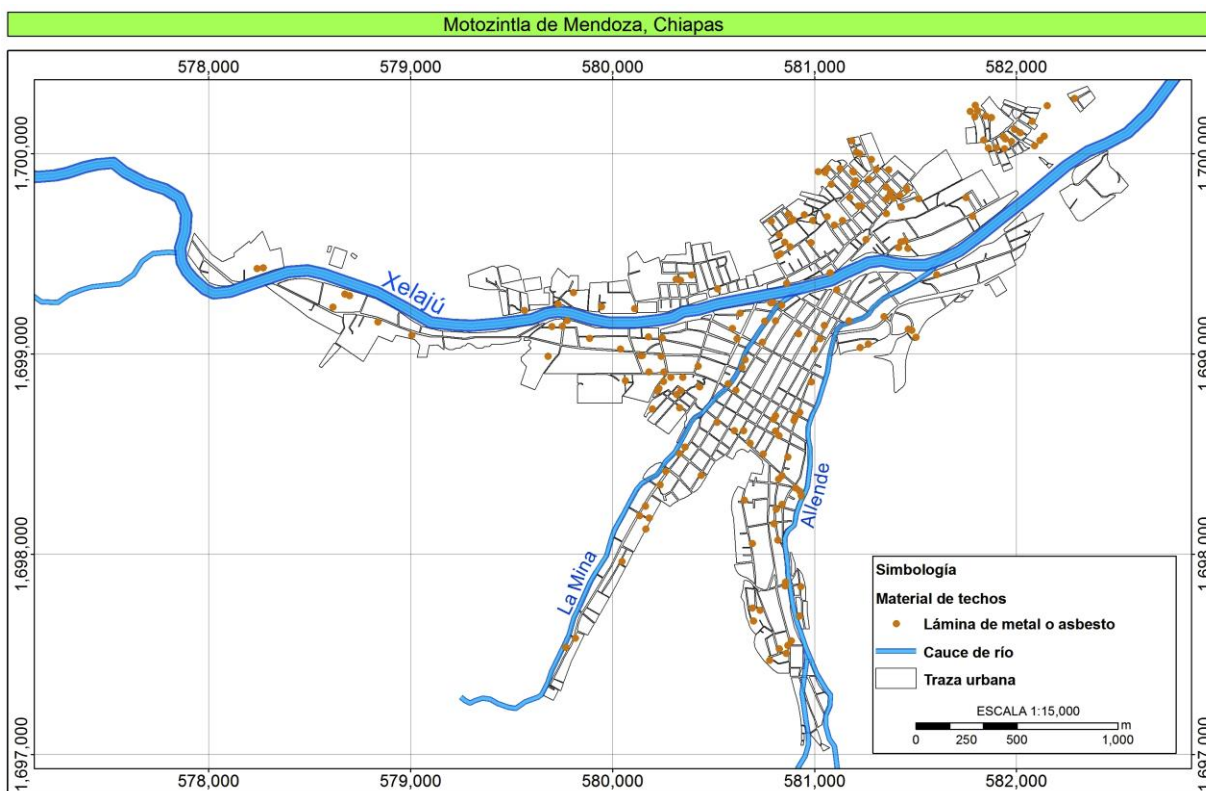 Motozintla de Mendoza, Chiapas
578,000 579,000 580,000 581,000 582,000
1,700,000 1,700,000
Xelajú
1,699,000 1,699,000
Allende
1,698,000 1,698,000
La Mina
Simbología
Material de techos
Lámina de metal o asbesto
Cauce de río
Traza urbana
ESCALA 1:15,000
m
0 250 500 1,000
1,697,000 1,697,000
578,000 579,000 580,000 581,000 582,000